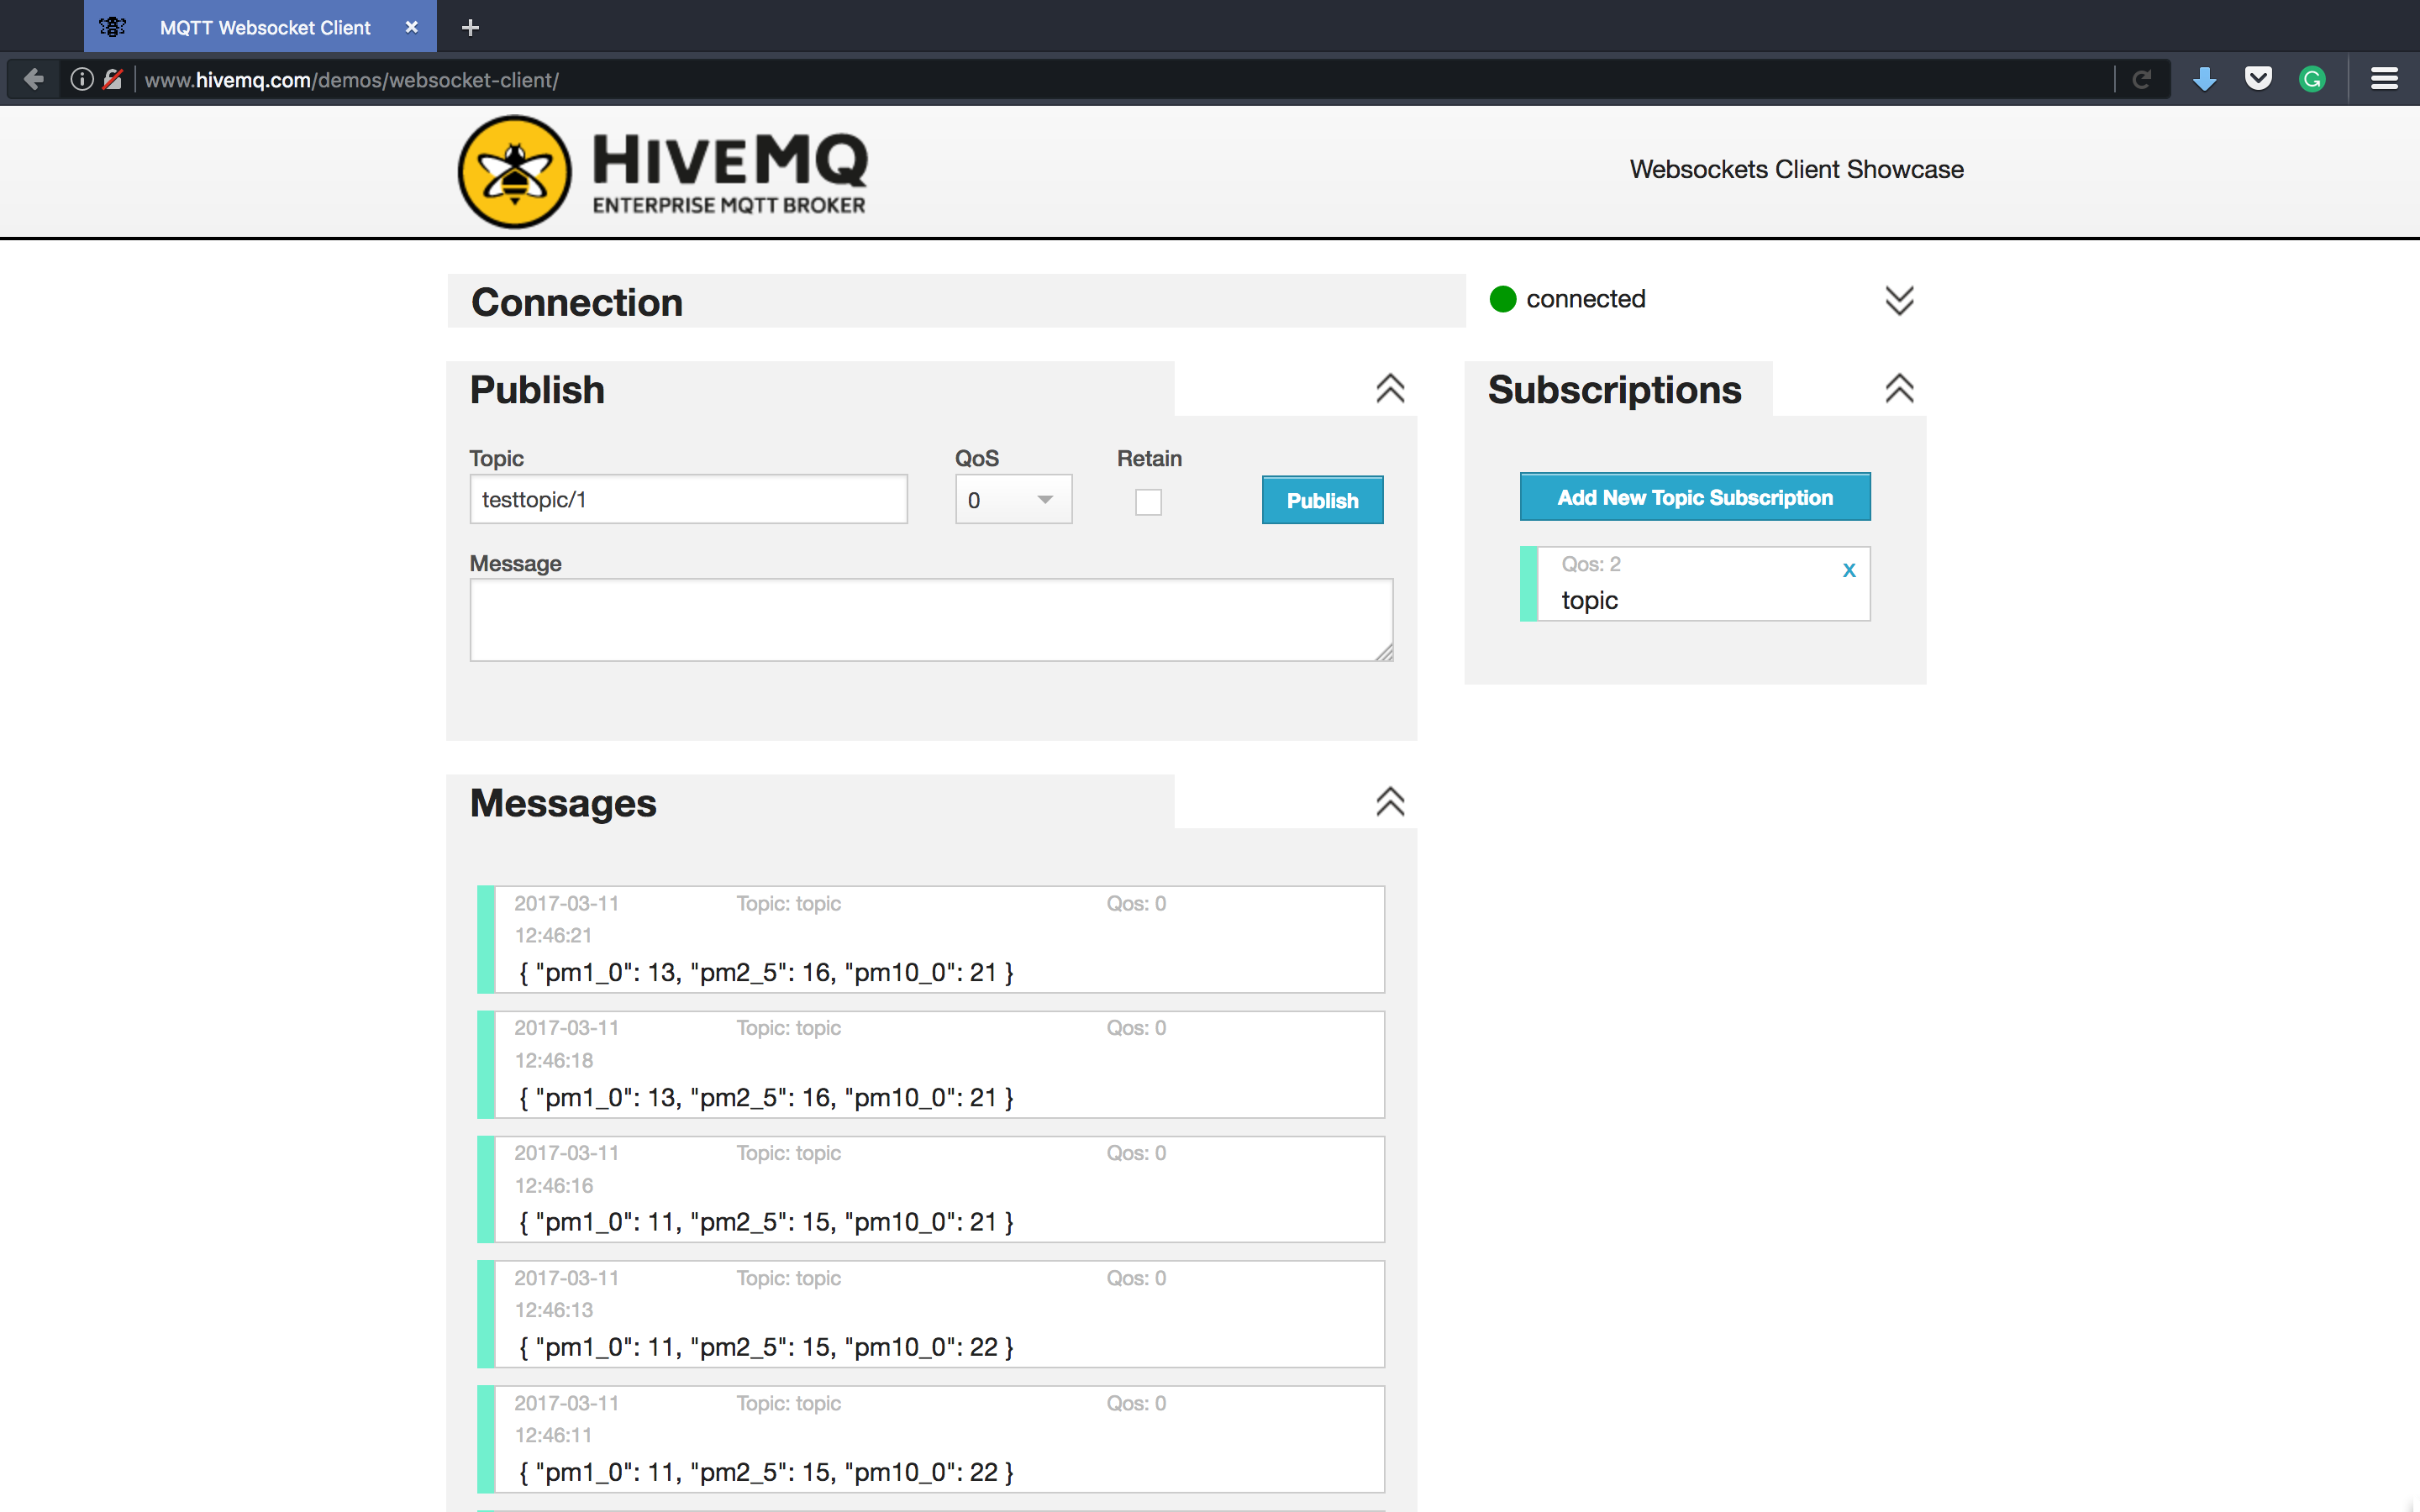 MQTT Websocket Client
www.hivemq.com/demos/websocket-client/
HIVEMQ
ENTERPRISE MQTT BROKER
Websockets Client Showcase
Connection
connected
Publish
Subscriptions
Topic QoS Retain
testtopic/1 0 Publish
Message
Add New Topic Subscription
Qos: 2 x
topic
Messages
2017-03-11 Topic: topic Qos: 0
12:46:21
{ "pm1_0": 13, "pm2_5": 16, "pm10_0": 21 }
2017-03-11 Topic: topic Qos: 0
12:46:18
{ "pm1_0": 13, "pm2_5": 16, "pm10_0": 21 }
2017-03-11 Topic: topic Qos: 0
12:46:16
{ "pm1_0": 11, "pm2_5": 15, "pm10_0": 21 }
2017-03-11 Topic: topic Qos: 0
12:46:13
{ "pm1_0": 11, "pm2_5": 15, "pm10_0": 22 }
2017-03-11 Topic: topic Qos: 0
12:46:11
{ "pm1_0": 11, "pm2_5": 15, "pm10_0": 22 }